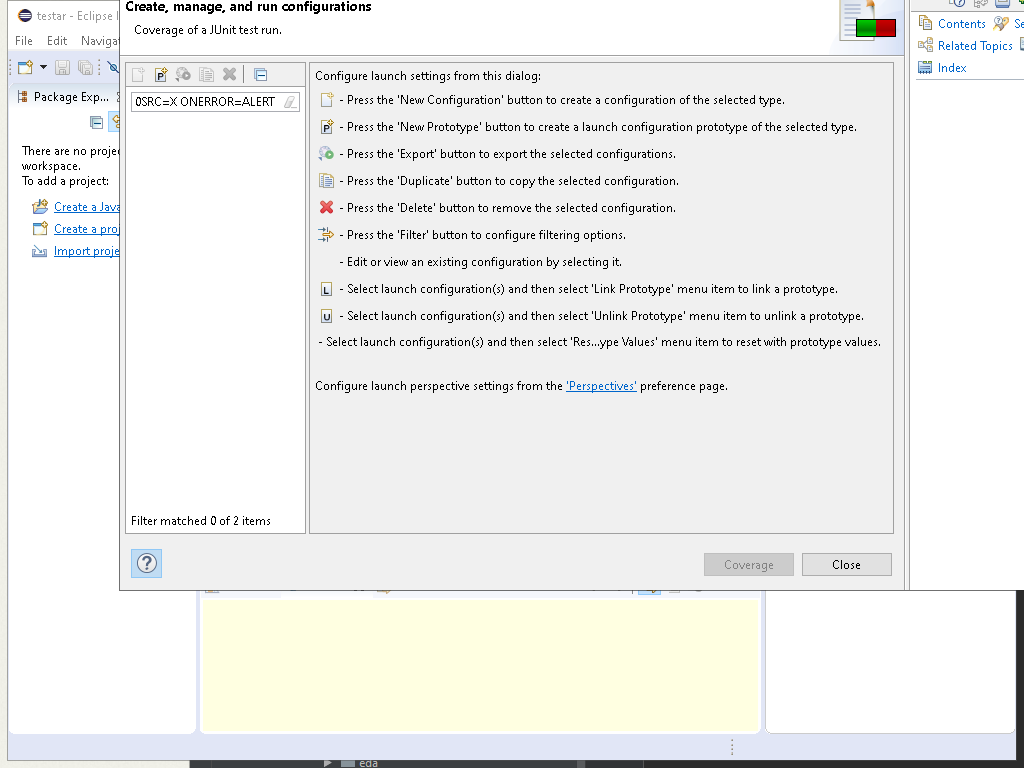 Create, manage, and run configurations
Coverage of a JUnit test run.
testar - Eclipse I
File Edit Navigat
Package Exp...
There are no projec
workspace.
To add a project:
Create a Java
Create a proj
Import proje
0SRC=X ONERROR=ALERT
Filter matched 0 of 2 items
Configure launch settings from this dialog:
- Press the 'New Configuration' button to create a configuration of the selected type.
P - Press the 'New Prototype' button to create a launch configuration prototype of the selected type.
- Press the 'Export' button to export the selected configurations.
- Press the 'Duplicate' button to copy the selected configuration.
- Press the 'Delete' button to remove the selected configuration.
- Press the 'Filter' button to configure filtering options.
- Edit or view an existing configuration by selecting it.
L - Select launch configuration(s) and then select 'Link Prototype' menu item to link a prototype.
U - Select launch configuration(s) and then select 'Unlink Prototype' menu item to unlink a prototype.
- Select launch configuration(s) and then select 'Res...ype Values' menu item to reset with prototype values.
Configure launch perspective settings from the 'Perspectives' preference page.
? Coverage Close
Contents Se
Related Topics
Index
eda